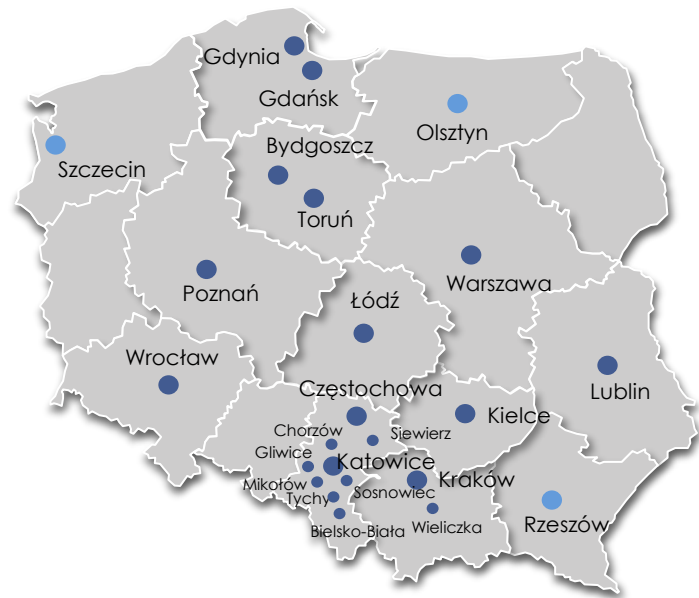 Gdynia
Gdańsk
Olsztyn
Bydgoszcz
Szczecin
Toruń
Warszawa
Poznań
Łódź
Wrocław
Częstochowa
Lublin
Kielce
Chorzów
Siewierz
Gliwice
Katowice
Mikołów
Sosnowiec
Kraków
Tychy
Rzeszów
Bielsko-Biała
Wieliczka